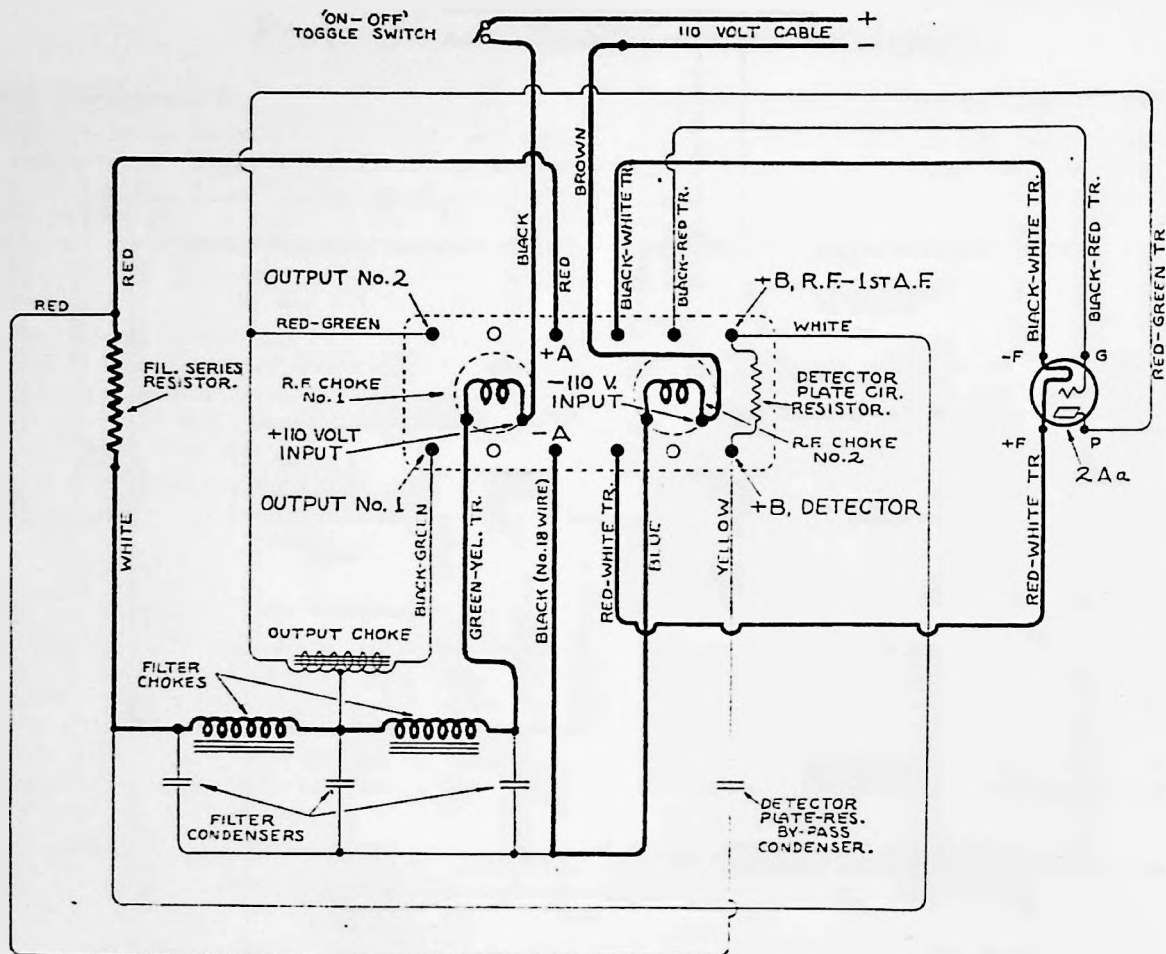 'ON-OFF'
TOGGLE SWITCH
+
110 VOLT CABLE
−
BROWN
BLACK
RED
RED
RED
BLACK-WHITE TR.
BLACK-RED TR.
BLACK-WHITE TR.
BLACK-RED TR.
RED-GREEN TR.
OUTPUT No.2
+B, R.F.-1ST A.F.
RED-GREEN
WHITE
+A
-F
G
FIL. SERIES
RESISTOR.
R.F. CHOKE
No.1
-110 V.
INPUT
DETECTOR
PLATE CIR.
RESISTOR.
+110 VOLT
INPUT
-A
R.F. CHOKE
No.2
+F
P
2Aa
OUTPUT No.1
+B, DETECTOR
WHITE
BLACK-GREEN
GREEN-YEL. TR.
BLACK (No.18 WIRE)
RED-WHITE TR.
BLUE
YELLOW
RED-WHITE TR.
OUTPUT CHOKE
FILTER
CHOKES
FILTER
CONDENSERS
DETECTOR
PLATE-RES.
BY-PASS
CONDENSER.